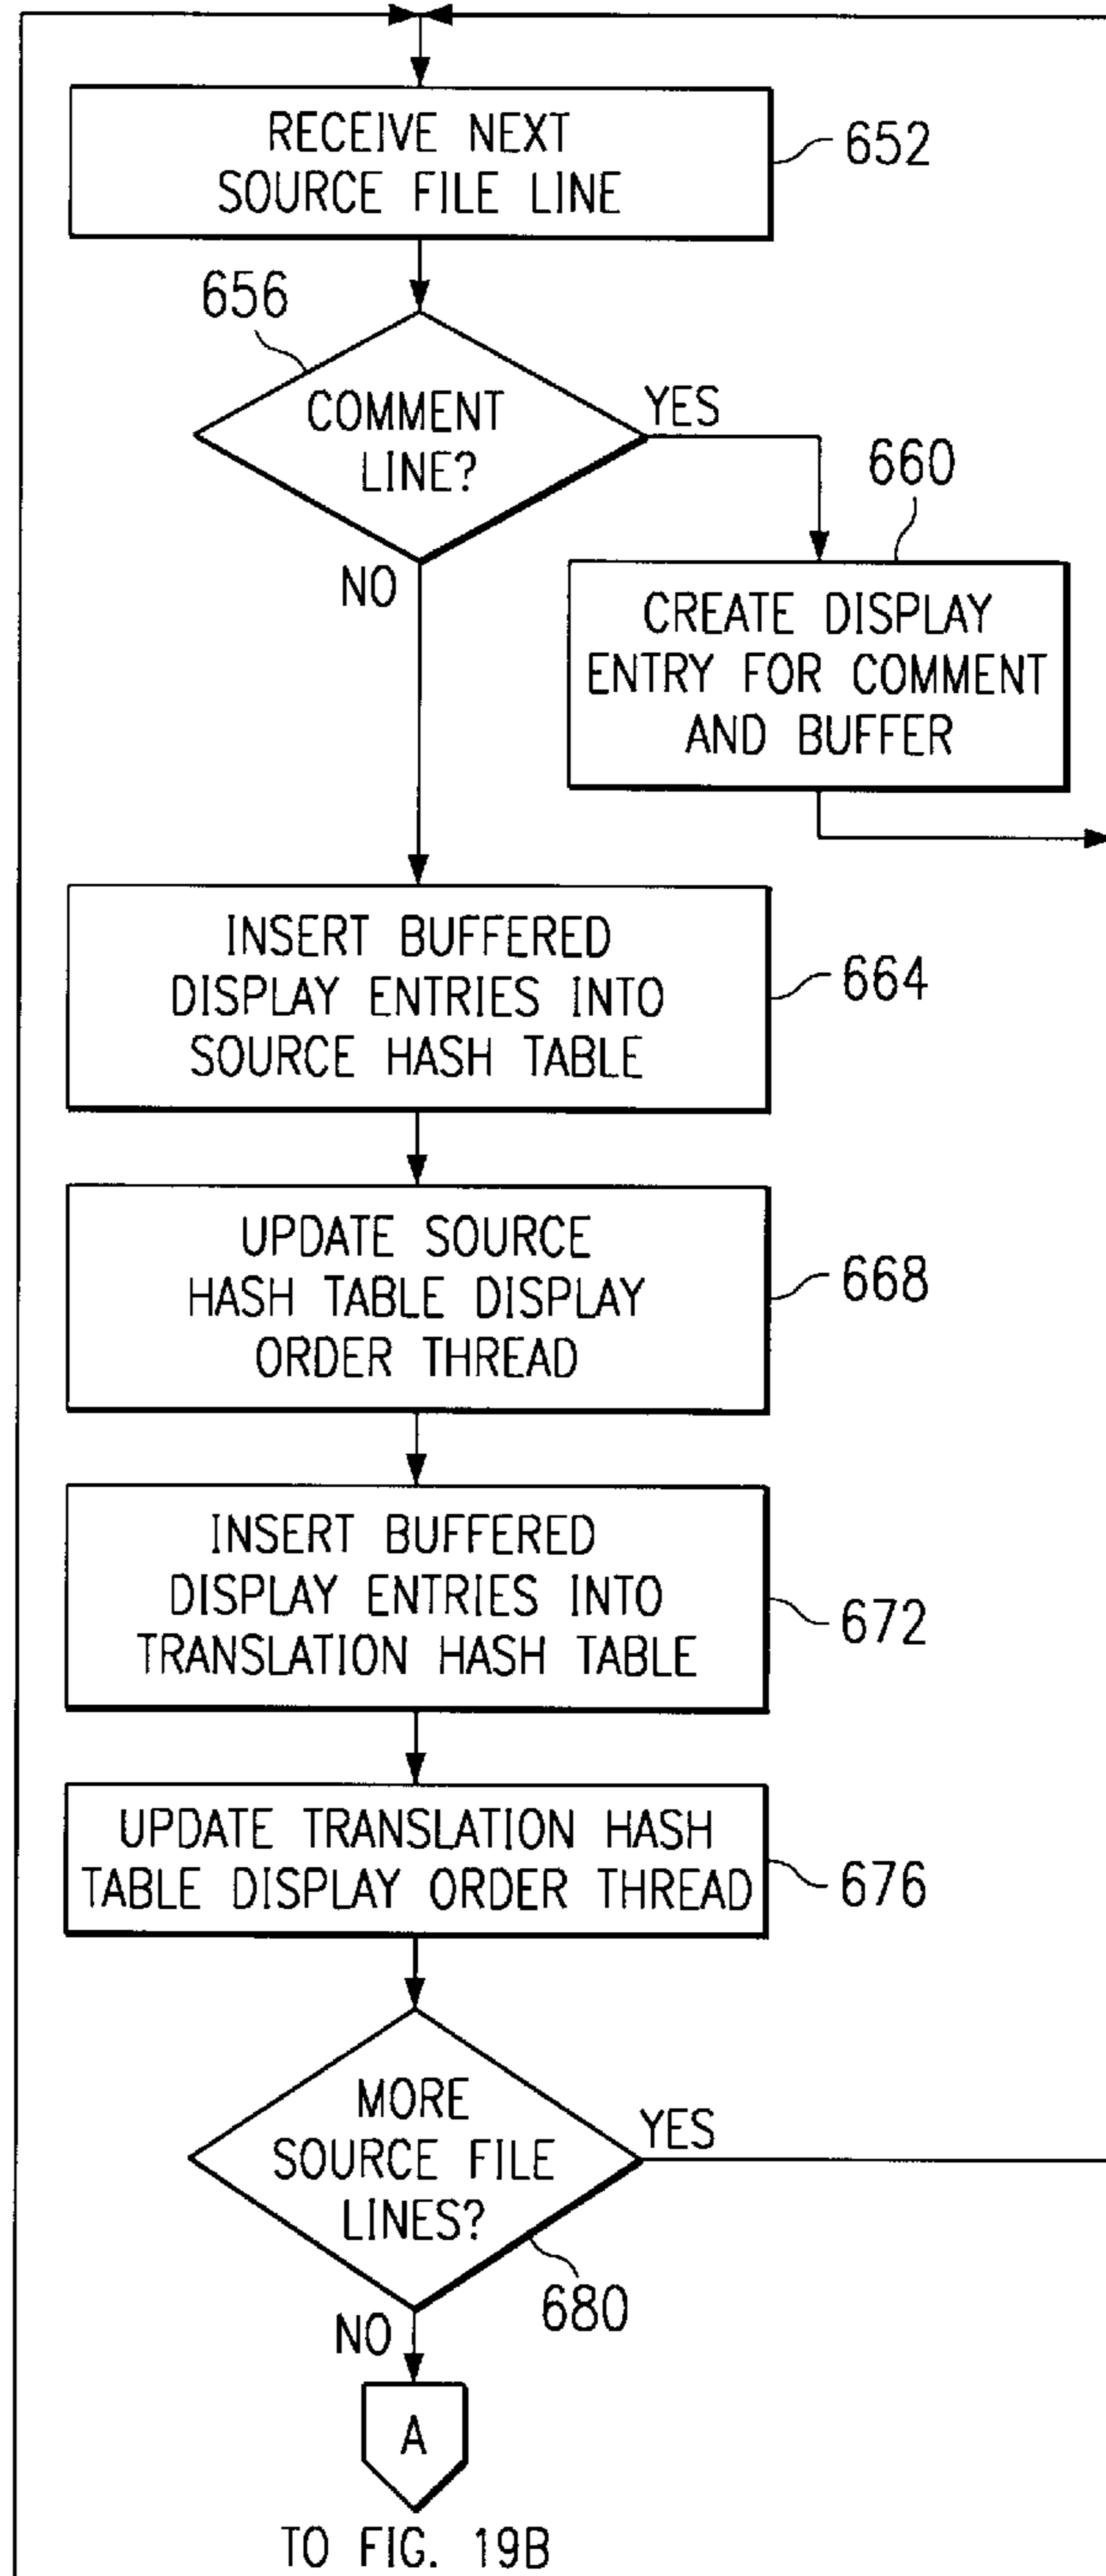 RECEIVE NEXT
SOURCE FILE LINE
652
656
COMMENT
LINE?
YES
NO
660
CREATE DISPLAY
ENTRY FOR COMMENT
AND BUFFER
INSERT BUFFERED
DISPLAY ENTRIES INTO
SOURCE HASH TABLE
664
UPDATE SOURCE
HASH TABLE DISPLAY
ORDER THREAD
668
INSERT BUFFERED
DISPLAY ENTRIES INTO
TRANSLATION HASH TABLE
672
UPDATE TRANSLATION HASH
TABLE DISPLAY ORDER THREAD
676
MORE
SOURCE FILE
LINES?
YES
680
NO
A
TO FIG. 19B